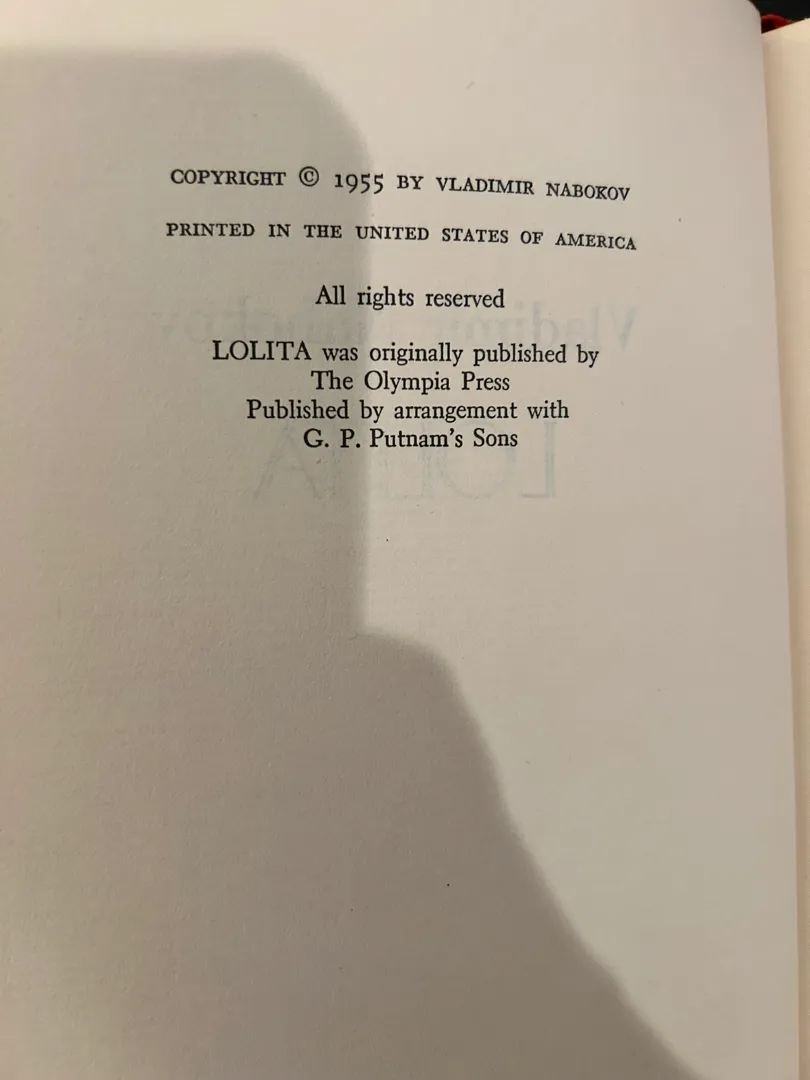 COPYRIGHT © 1955 BY VLADIMIR NABOKOV
PRINTED IN THE UNITED STATES OF AMERICA
All rights reserved
LOLITA was originally published by
The Olympia Press
Published by arrangement with
G. P. Putnam's Sons